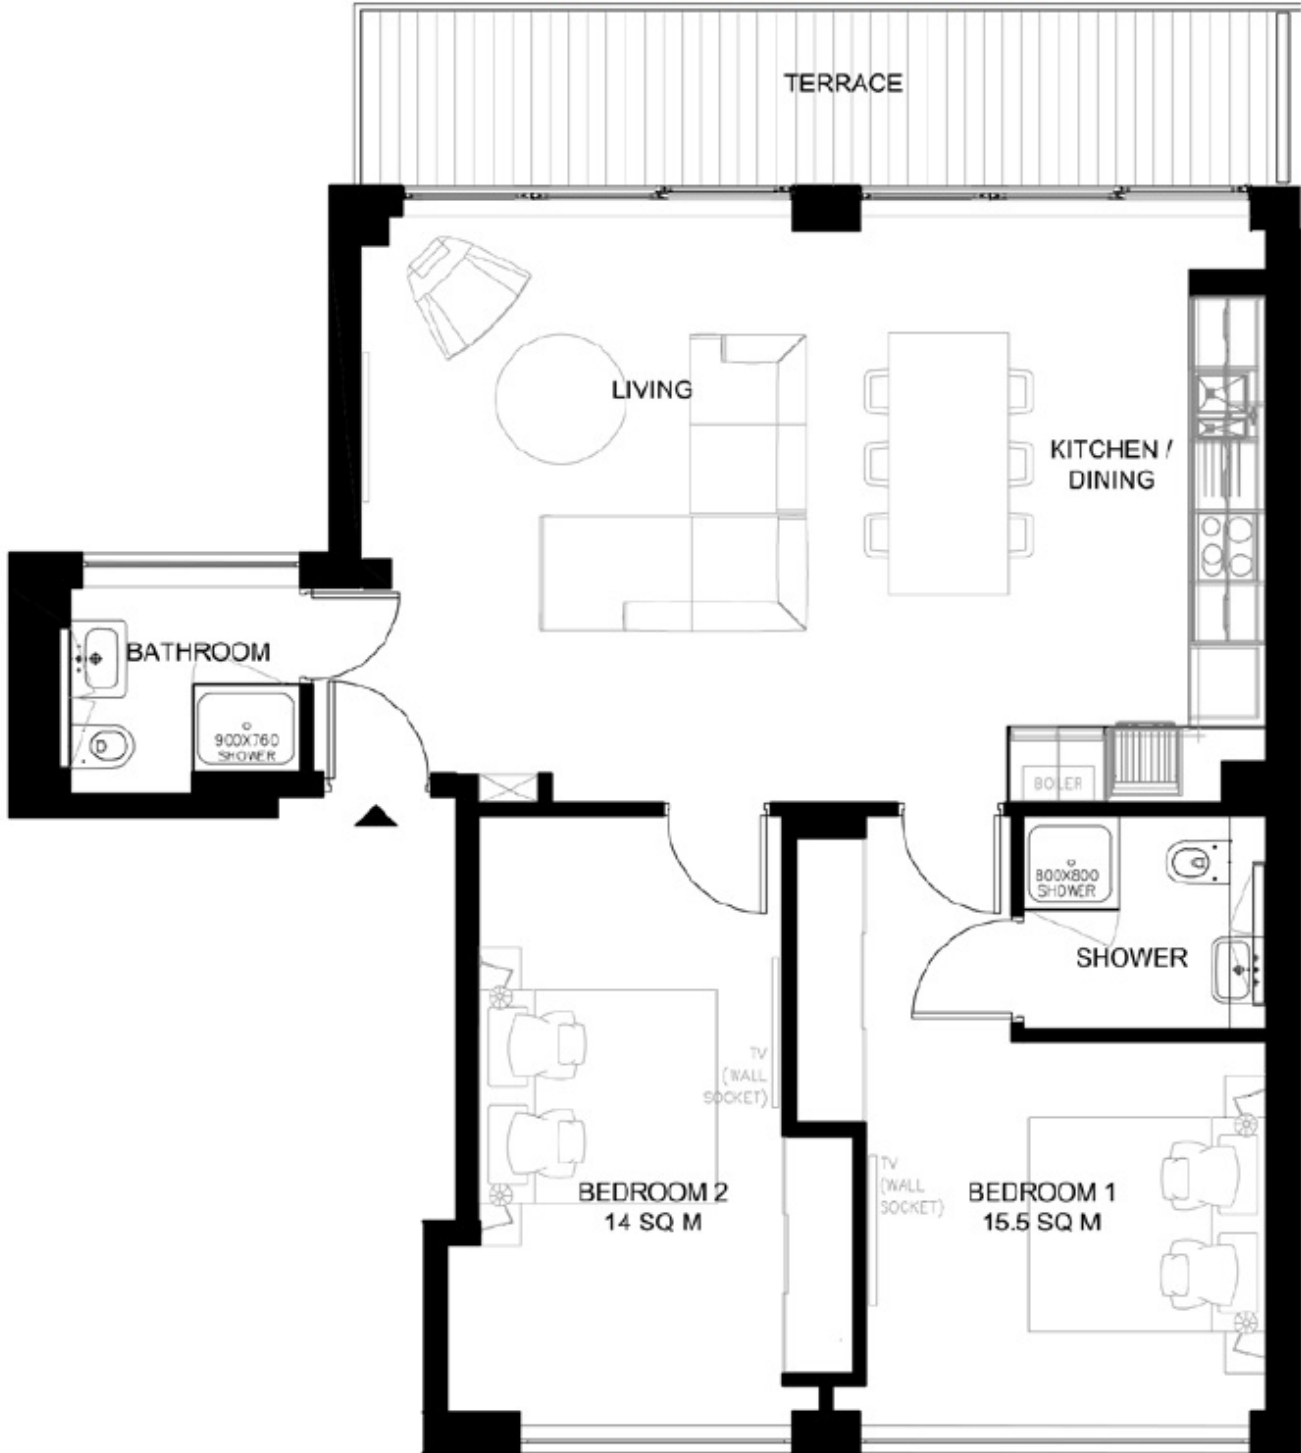 TERRACE
LIVING
KITCHEN /
DINING
BATHROOM
900X760
SHOWER
BOLER
800X800
SHOWER
SHOWER
TV
(WALL
SOCKET)
BEDROOM 2
14 SQ M
TV
(WALL
SOCKET)
BEDROOM 1
15.5 SQ M